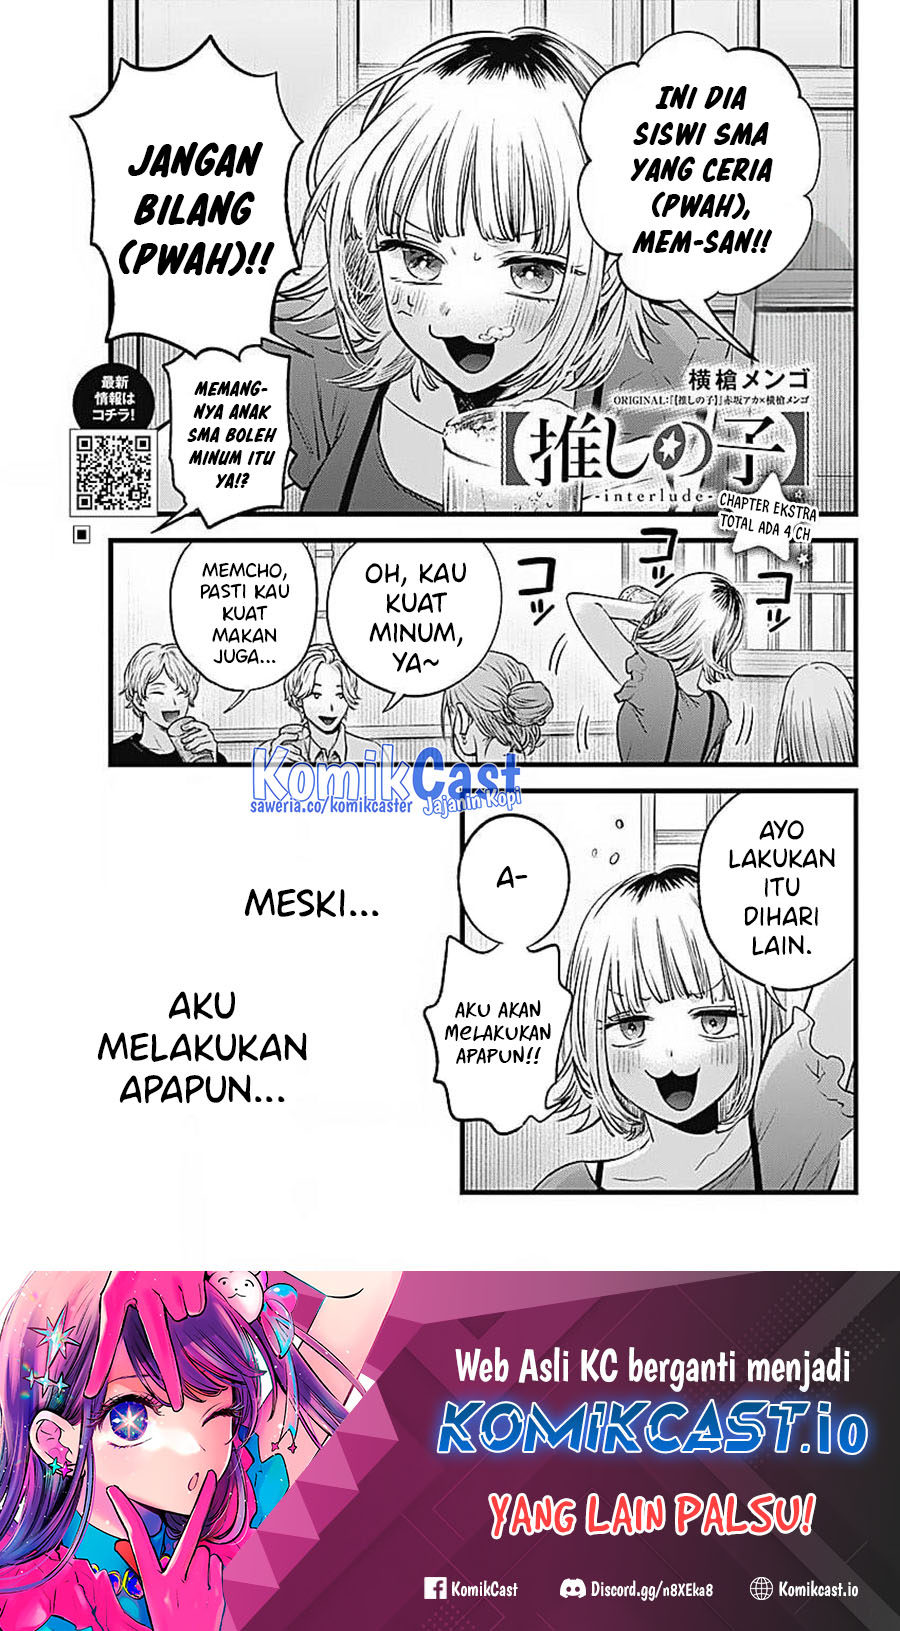 INI DIA
SISWI SMA
YANG CERIA
(PWAH),
MEM-SAN!!
JANGAN
BILANG
(PWAH)!!
MEMANG-
NYA ANAK
SMA BOLEH
MINUM ITU
YA!?
最新
情報は
コチラ!
横槍メンゴ
ORIGINAL:『【推しの子】』赤坂アカ×横槍メンゴ
【推しの子】
-interlude-
CHAPTER EKSTRA
TOTAL ADA 4 CH
コ
コ
コ
OH, KAU
KUAT
MINUM,
YA~
MEMCHO,
PASTI KAU
KUAT
MAKAN
JUGA...
KomikCast
saweria.co/komikcaster Jajanin Kopi
AYO
LAKUKAN
ITU
DIHARI
LAIN.
A-
AKU AKAN
MELAKUKAN
APAPUN!!
MESKI...
AKU
MELAKUKAN
APAPUN...
Web Asli KC berganti menjadi
KOMIKCAST.io
YANG LAIN PALSU!
KomikCast
Discord.gg/n8XEka8
Komikcast.io